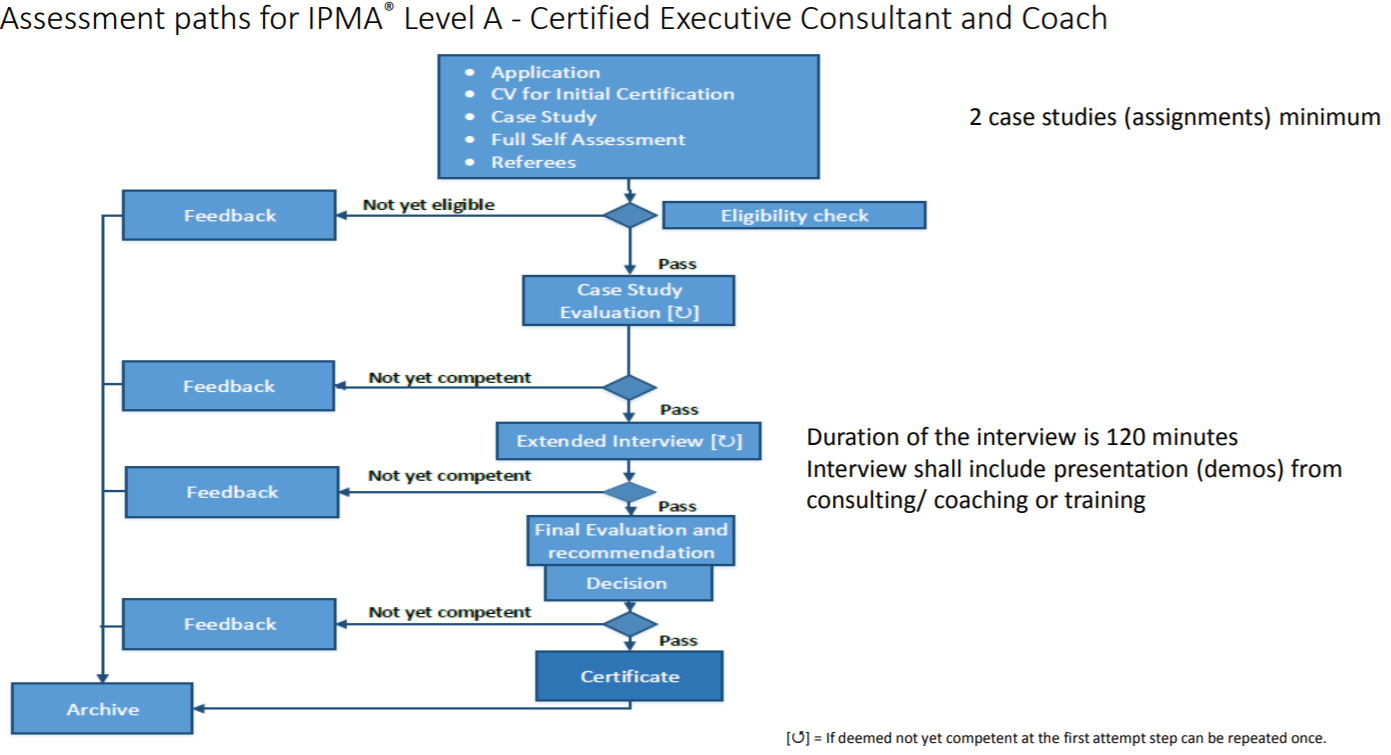 Assessment paths for IPMA® Level A - Certified Executive Consultant and Coach
• Application
• CV for Initial Certification
• Case Study
• Full Self Assessment
• Referees
2 case studies (assignments) minimum
Feedback
Not yet eligible
Eligibility check
Pass
Case Study
Evaluation [↻]
Feedback
Not yet competent
Pass
Extended Interview [↻]
Duration of the interview is 120 minutes
Interview shall include presentation (demos) from
consulting/ coaching or training
Feedback
Not yet competent
Pass
Final Evaluation and
recommendation
Decision
Feedback
Not yet competent
Pass
Certificate
Archive
[↺] = If deemed not yet competent at the first attempt step can be repeated once.